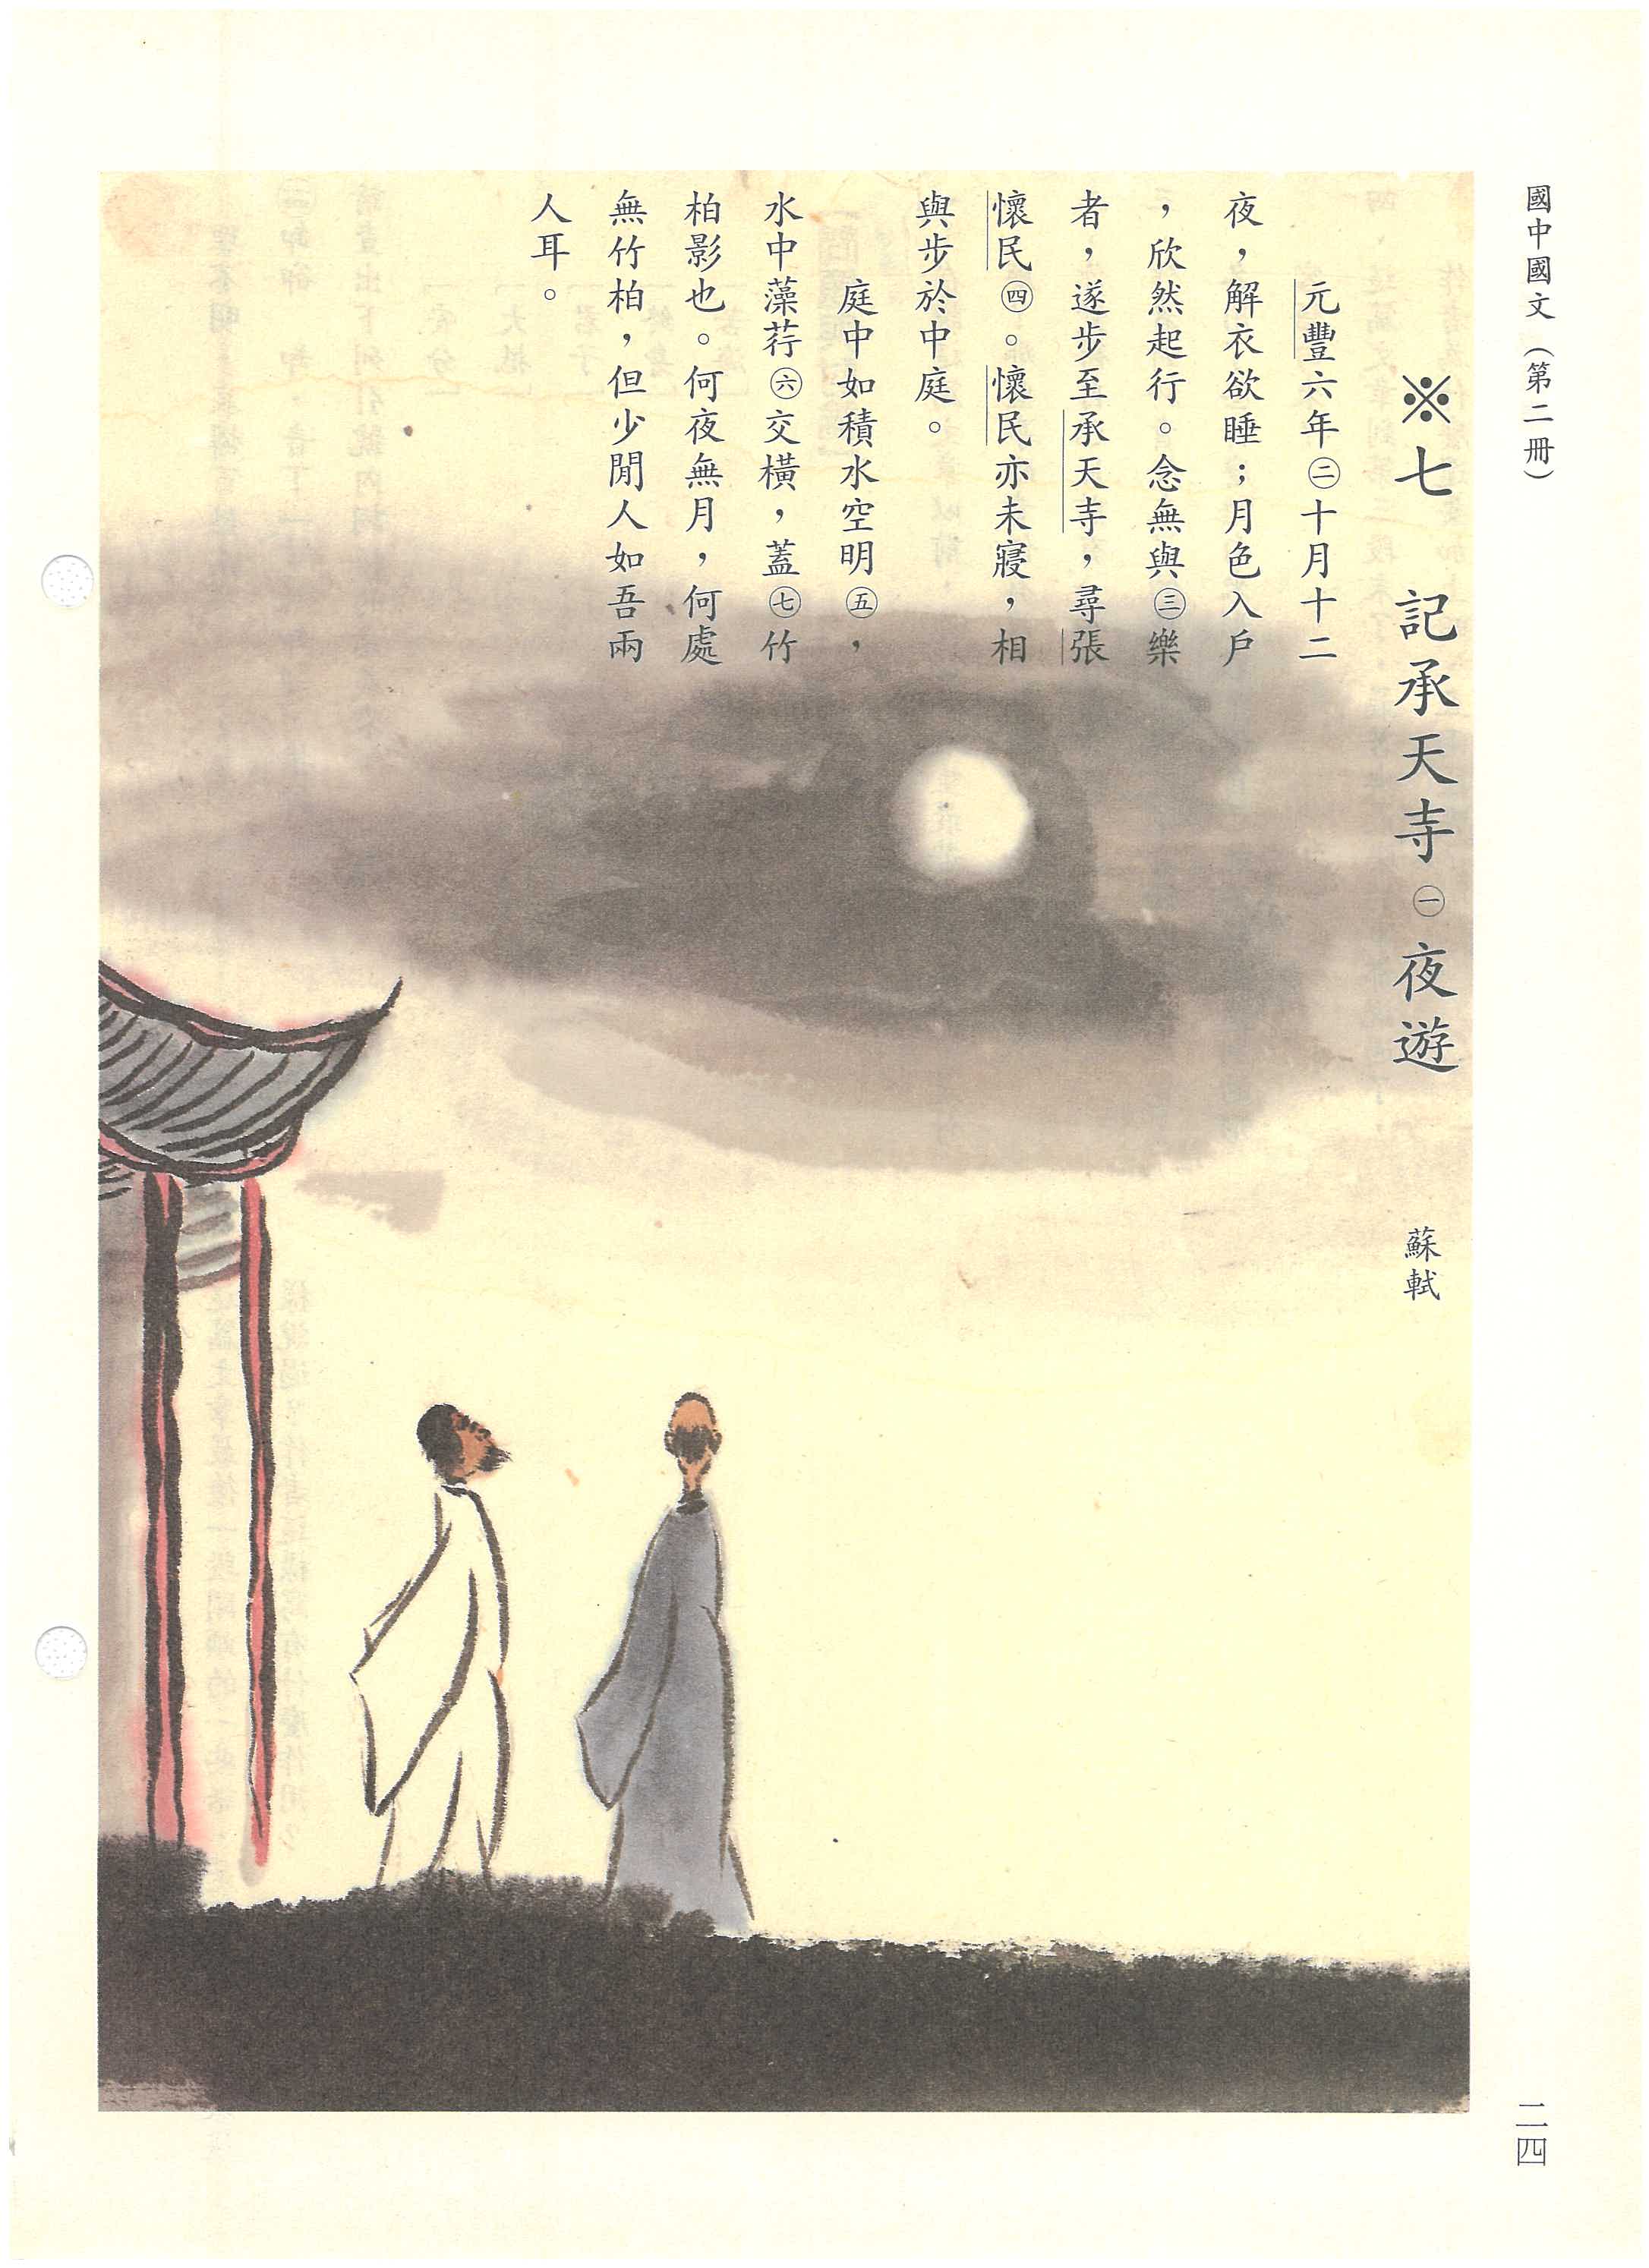 國中國文（第二冊）
※七　記承天寺㊀夜遊
蘇軾
元豐六年㊁十月十二
夜，解衣欲睡；月色入戶
，欣然起行。念無與㊂樂
者，遂步至承天寺，尋張
懷民㊃。懷民亦未寢，相
與步於中庭。
庭中如積水空明㊄，
水中藻荇㊅交橫，蓋㊆竹
柏影也。何夜無月，何處
無竹柏，但少閒人如吾兩
人耳。
二四